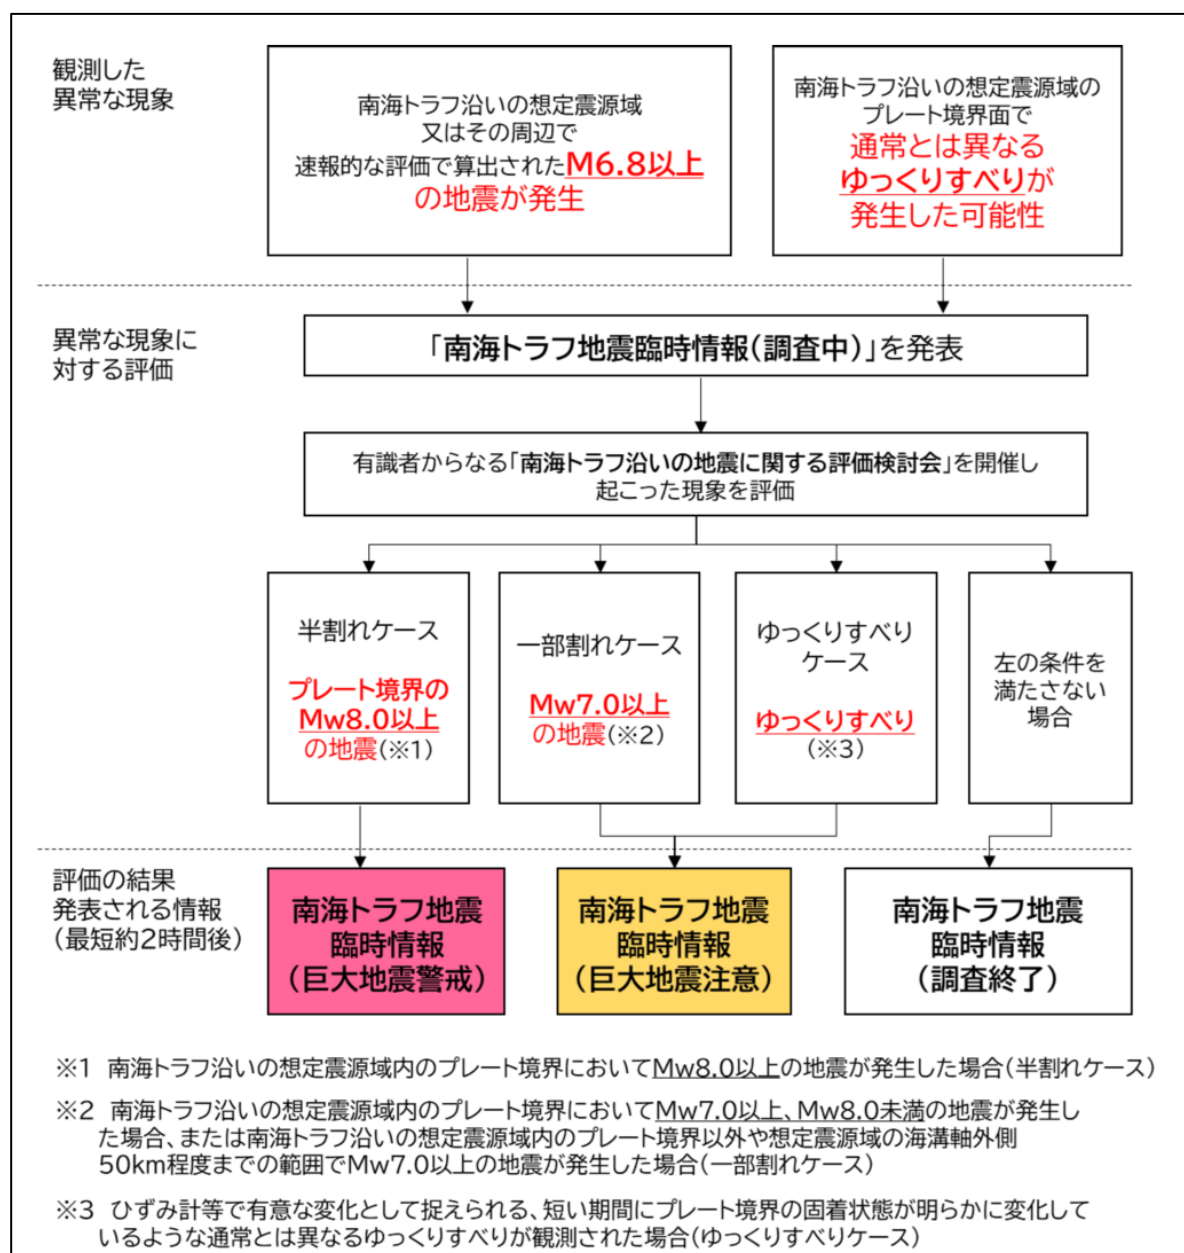 観測した
異常な現象
南海トラフ沿いの想定震源域
又はその周辺で
速報的な評価で算出されたM6.8以上
の地震が発生
南海トラフ沿いの想定震源域の
プレート境界面で
通常とは異なる
ゆっくりすべりが
発生した可能性
異常な現象に
対する評価
「南海トラフ地震臨時情報(調査中)」を発表
有識者からなる「南海トラフ沿いの地震に関する評価検討会」を開催し
起こった現象を評価
半割れケース
プレート境界の
Mw8.0以上
の地震(※1)
一部割れケース
Mw7.0以上
の地震(※2)
ゆっくりすべり
ケース
ゆっくりすべり
(※3)
左の条件を
満たさない
場合
評価の結果
発表される情報
(最短約2時間後)
南海トラフ地震
臨時情報
(巨大地震警戒)
南海トラフ地震
臨時情報
(巨大地震注意)
南海トラフ地震
臨時情報
(調査終了)
※1 南海トラフ沿いの想定震源域内のプレート境界においてMw8.0以上の地震が発生した場合(半割れケース)
※2 南海トラフ沿いの想定震源域内のプレート境界においてMw7.0以上、Mw8.0未満の地震が発生し
た場合、または南海トラフ沿いの想定震源域内のプレート境界以外や想定震源域の海溝軸外側
50km程度までの範囲でMw7.0以上の地震が発生した場合(一部割れケース)
※3 ひずみ計等で有意な変化として捉えられる、短い期間にプレート境界の固着状態が明らかに変化して
いるような通常とは異なるゆっくりすべりが観測された場合(ゆっくりすべりケース)